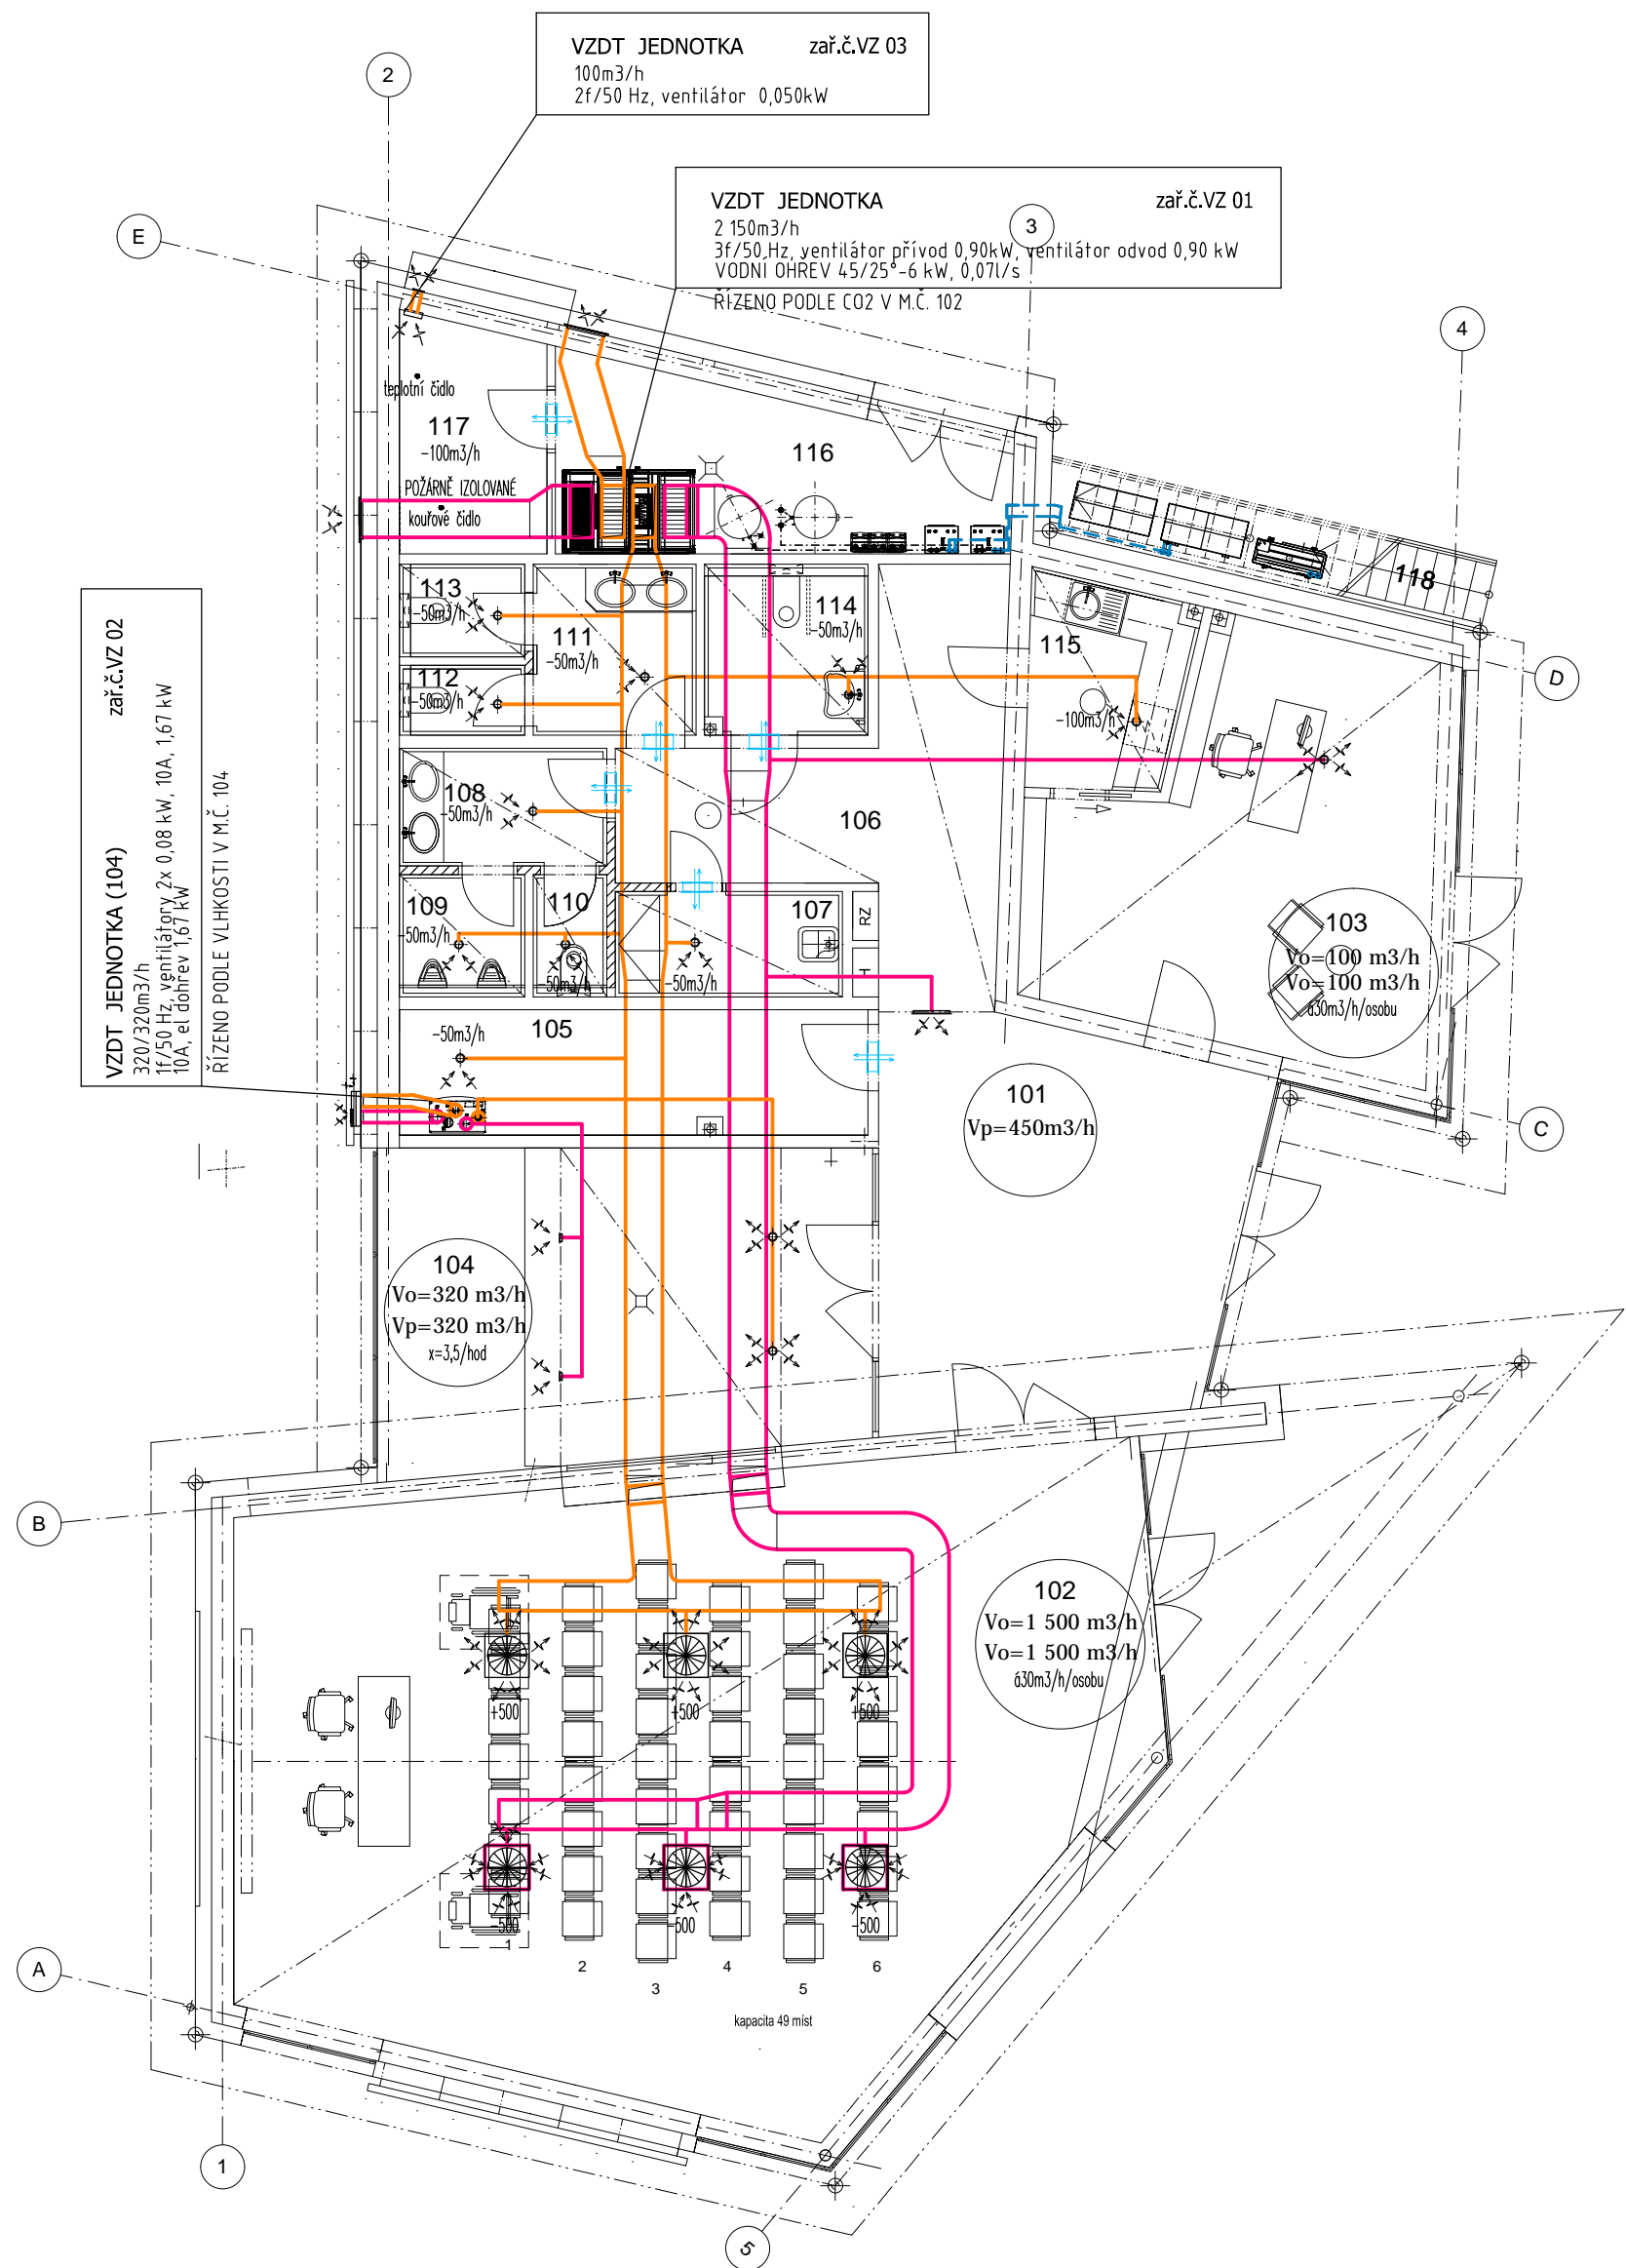 VZDT JEDNOTKA zař.č.VZ 03
100m3/h
2f/50 Hz, ventilátor 0,050kW
2
VZDT JEDNOTKA zař.č.VZ 01
2 150m3/h
3f/50 Hz, ventilátor přívod 0,90kW, ventilátor odvod 0,90 kW
VODNÍ OHŘEV 45/25°-6 kW, 0,07l/s
ŘÍZENO PODLE CO2 V M.Č. 102
3
E
4
teplotní čidlo
117
-100m3/h
116
POŽÁRNĚ IZOLOVANÉ
kouřové čidlo
118
VZDT JEDNOTKA (104) zař.č.VZ 02
320/320m3/h
1f/50 Hz, ventilátory 2x 0,08 kW, 10A, 1,67 kW
10A, el dohřev 1,67 kW
ŘÍZENO PODLE VLHKOSTI V M.Č. 104
113
-50m3/h
111
-50m3/h
114
-50m3/h
115
-100m3/h
D
112
-50m3/h
108
-50m3/h
106
109
-50m3/h
110
-50m3/h
107
-50m3/h
RZ
T
103
Vo=100 m3/h
Vo=100 m3/h
á30m3/h/osobu
105
-50m3/h
101
Vp=450m3/h
C
104
Vo=320 m3/h
Vp=320 m3/h
x=3,5/hod
B
102
Vo=1 500 m3/h
Vo=1 500 m3/h
á30m3/h/osobu
+500
+500
+500
-500
-500
-500
1
2
3
4
5
6
A
kapacita 49 míst
1
5